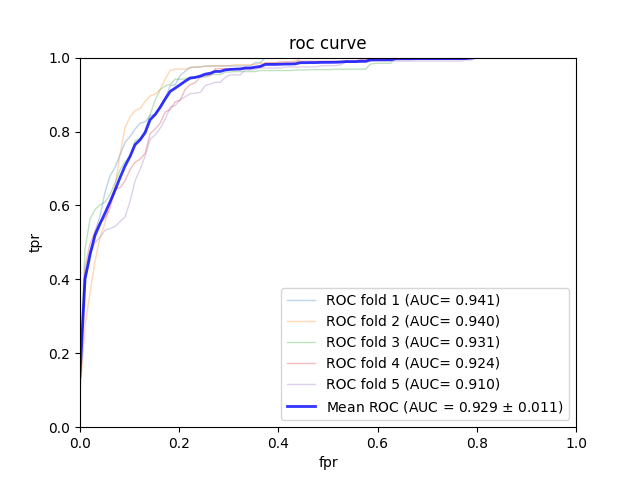 roc curve
1.0
0.8
0.6
0.4
0.2
0.0
tpr
ROC fold 1 (AUC= 0.941)
ROC fold 2 (AUC= 0.940)
ROC fold 3 (AUC= 0.931)
ROC fold 4 (AUC= 0.924)
ROC fold 5 (AUC= 0.910)
Mean ROC (AUC = 0.929 ± 0.011)
0.0 0.2 0.4 0.6 0.8 1.0
fpr